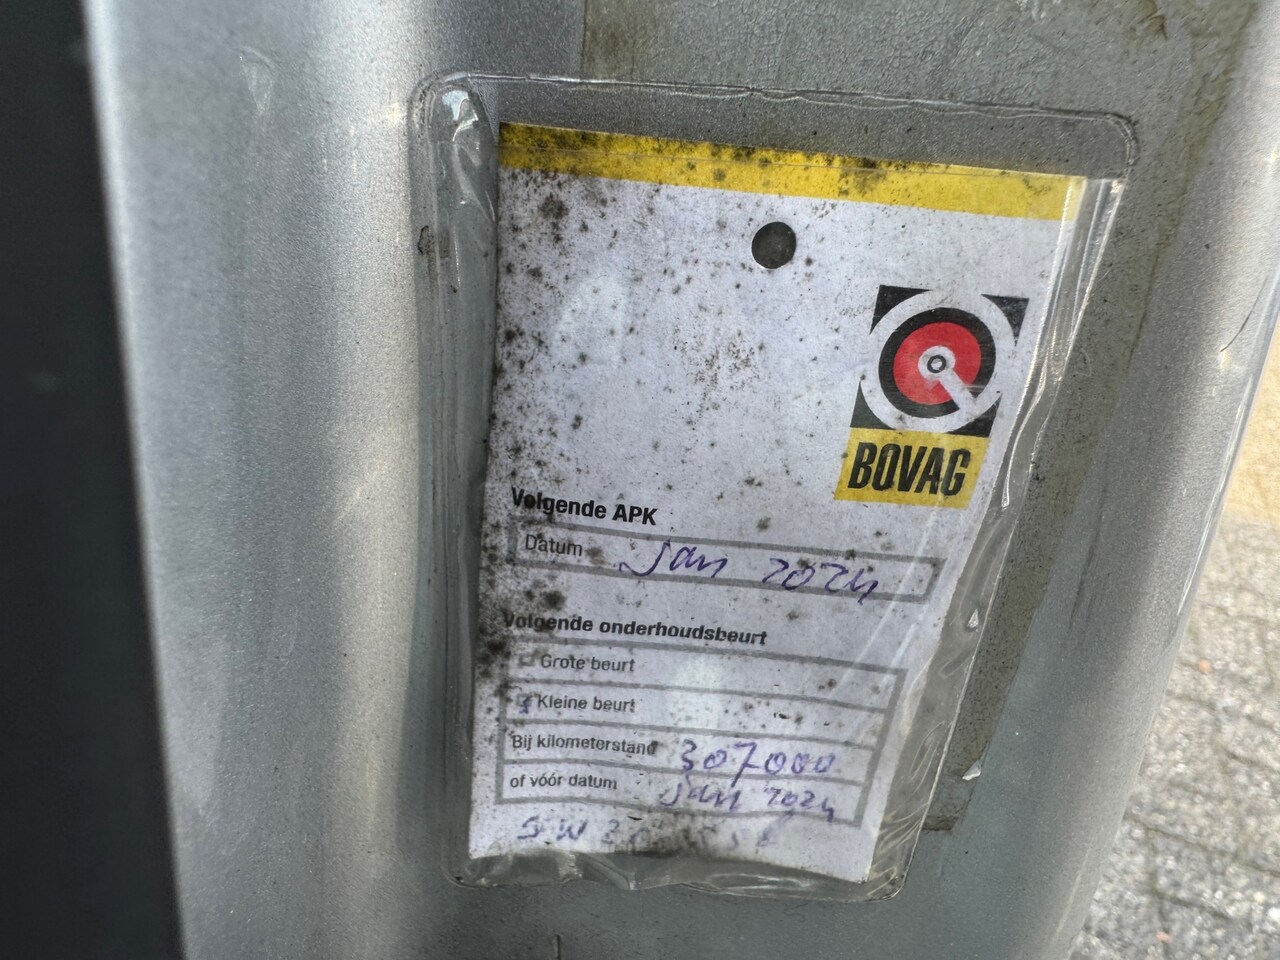 BOVAG
Volgende APK
Datum Jan 2024
Volgende onderhoudsbeurt
Grote beurt
Kleine beurt
Bij kilometerstand 307000
of vóór datum Jan 2024
5W30